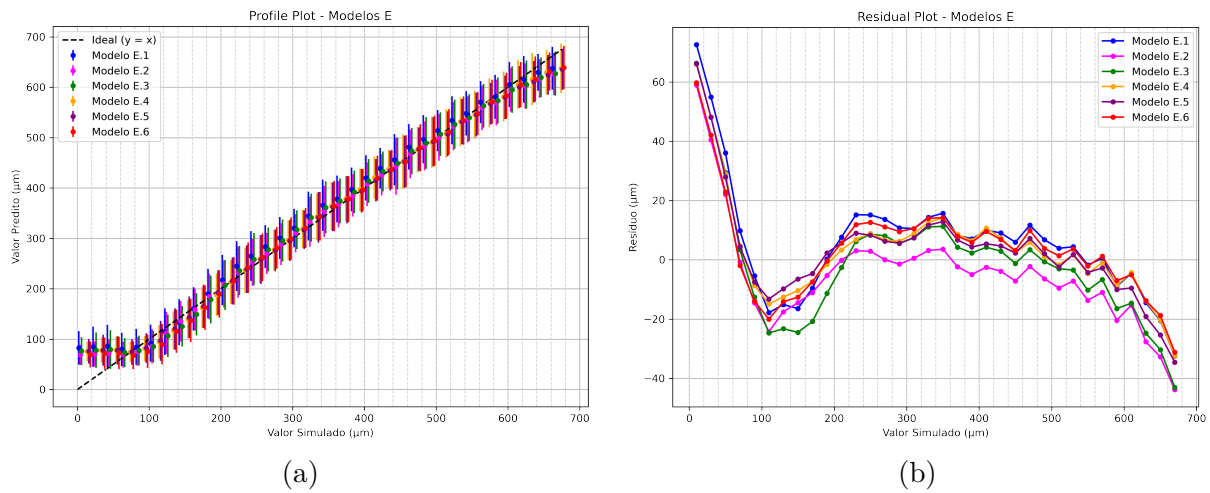 Profile Plot - Modelos E
Valor Predito (µm)
700
600
500
400
300
200
100
0
Ideal (y = x)
Modelo E.1
Modelo E.2
Modelo E.3
Modelo E.4
Modelo E.5
Modelo E.6
0 100 200 300 400 500 600 700
Valor Simulado (µm)
(a)
Residual Plot - Modelos E
Resíduo (µm)
60
40
20
0
−20
−40
Modelo E.1
Modelo E.2
Modelo E.3
Modelo E.4
Modelo E.5
Modelo E.6
0 100 200 300 400 500 600 700
Valor Simulado (µm)
(b)